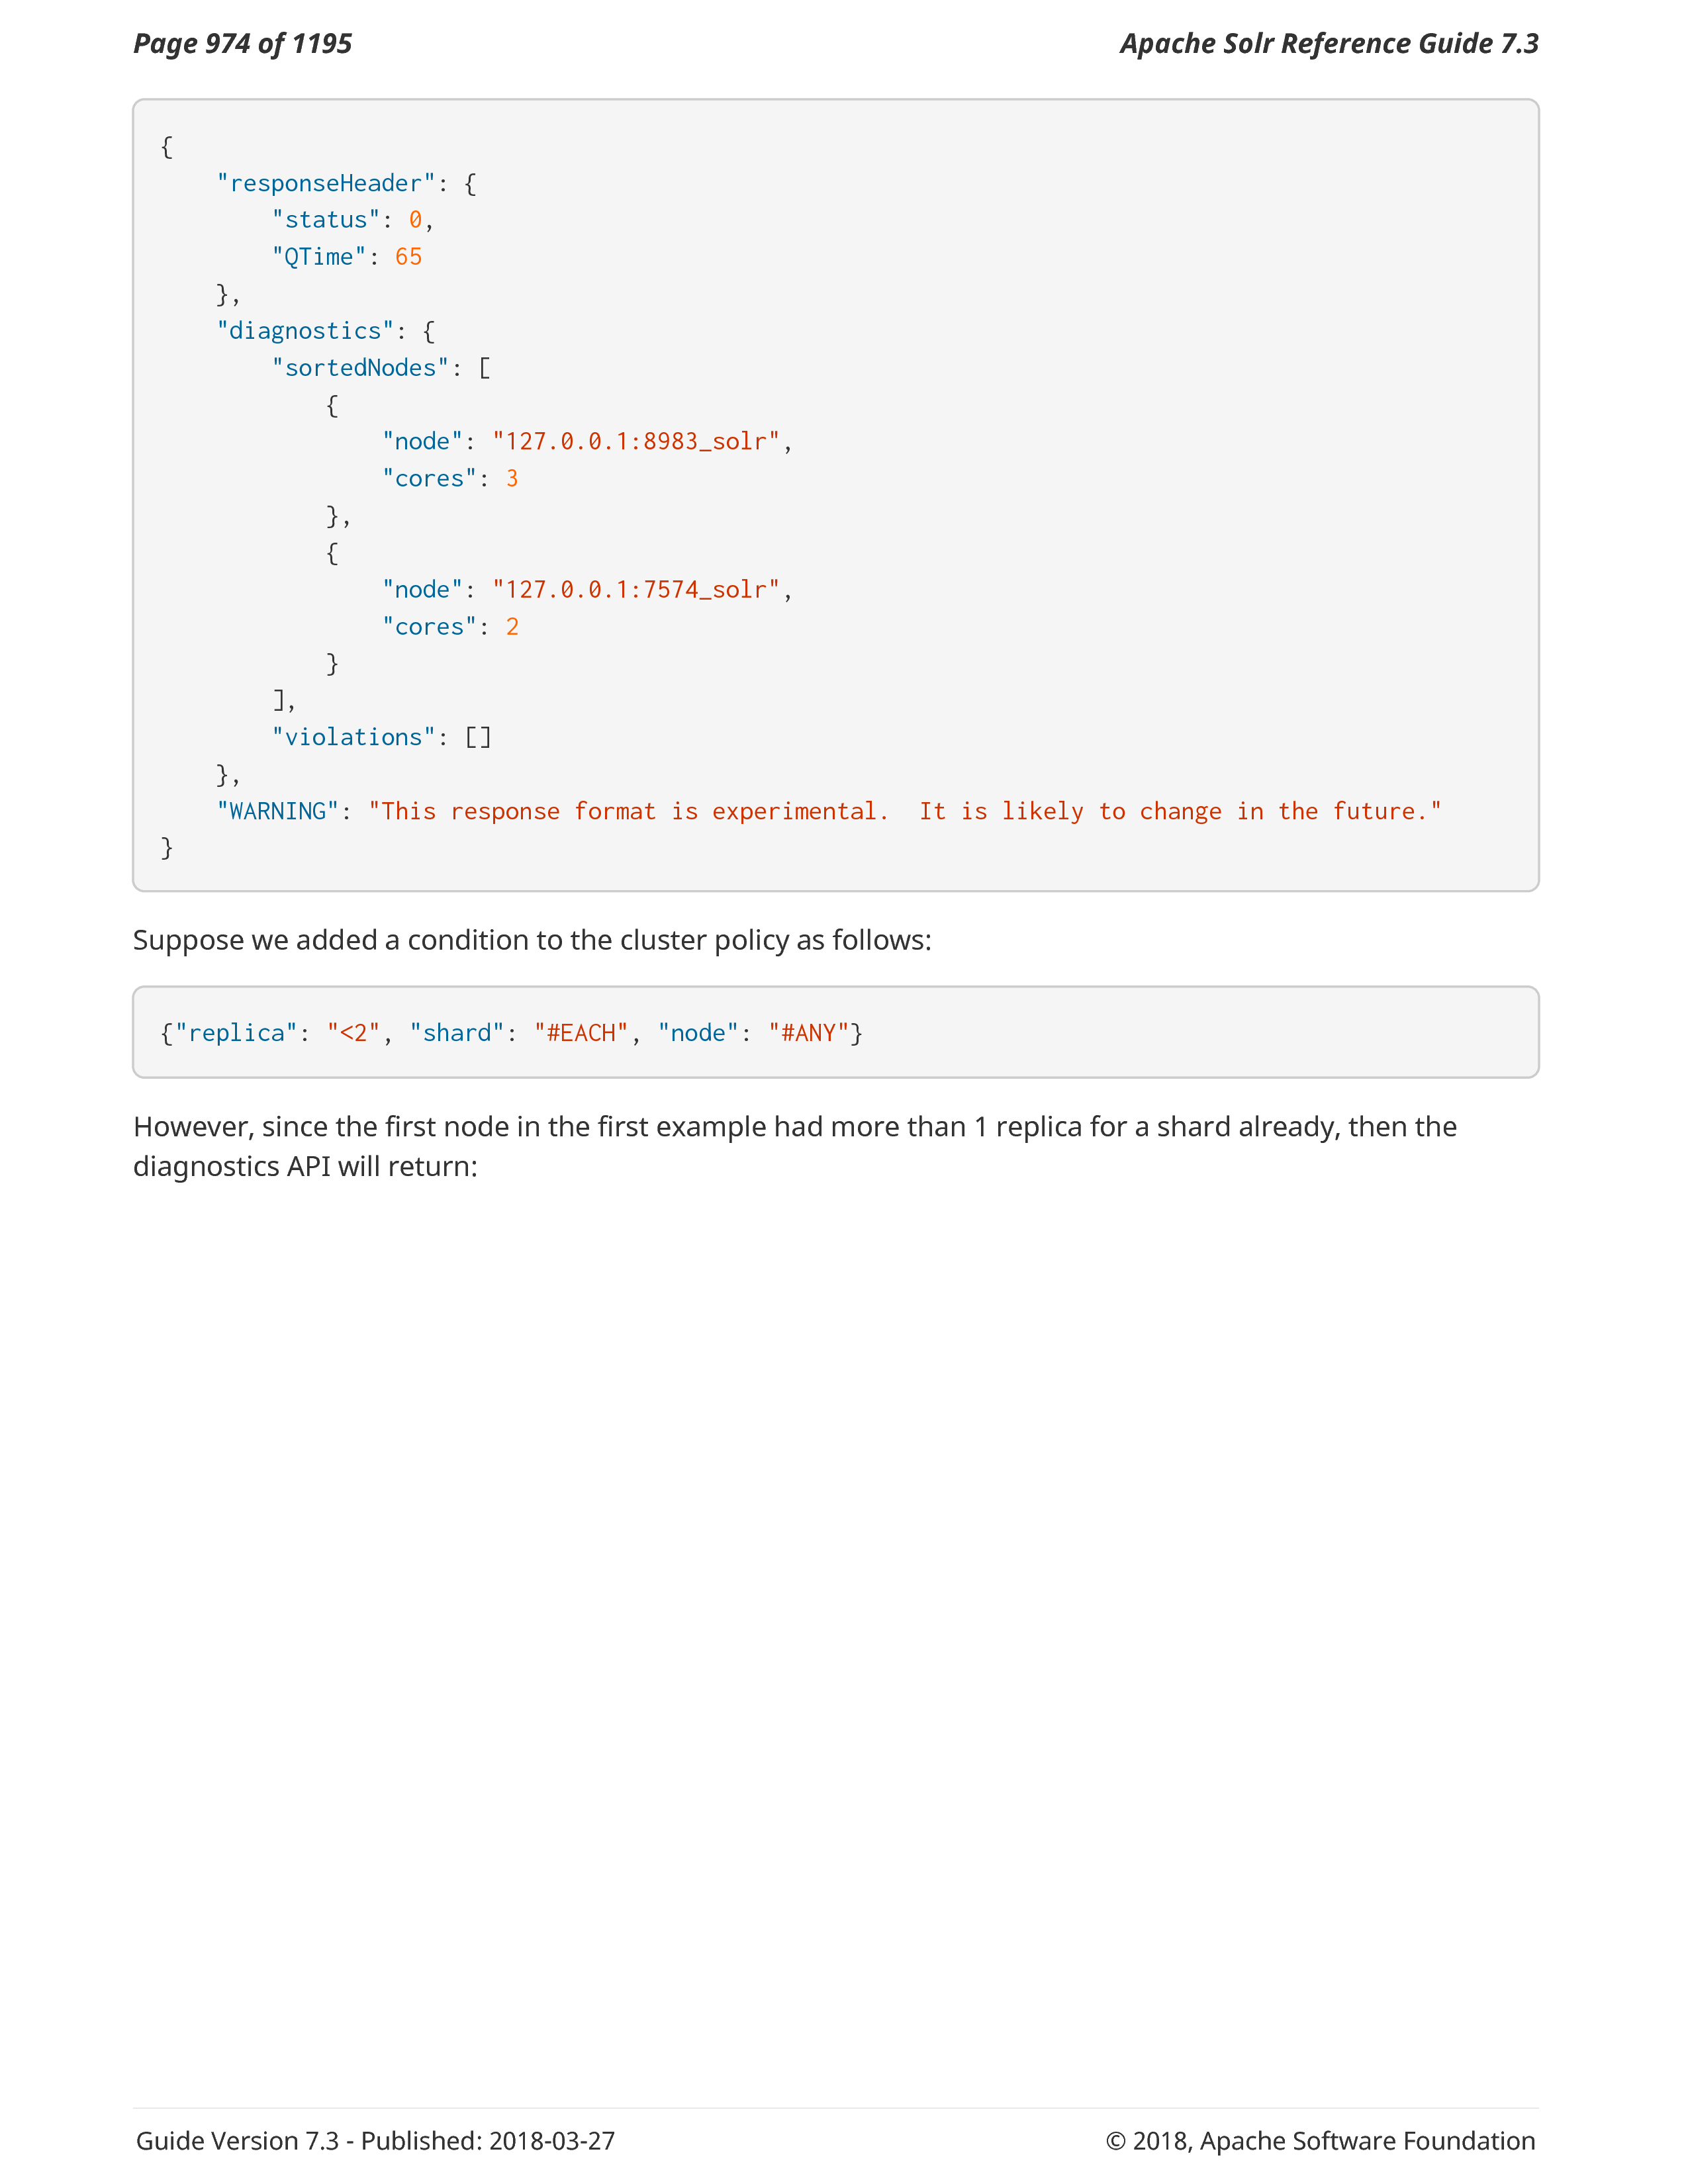 Page 974 of 1195
Apache Solr Reference Guide 7.3
{
    "responseHeader": {
        "status": 0,
        "QTime": 65
    },
    "diagnostics": {
        "sortedNodes": [
            {
                "node": "127.0.0.1:8983_solr",
                "cores": 3
            },
            {
                "node": "127.0.0.1:7574_solr",
                "cores": 2
            }
        ],
        "violations": []
    },
    "WARNING": "This response format is experimental.  It is likely to change in the future."
}
Suppose we added a condition to the cluster policy as follows:
{"replica": "<2", "shard": "#EACH", "node": "#ANY"}
However, since the first node in the first example had more than 1 replica for a shard already, then the
diagnostics API will return:
Guide Version 7.3 - Published: 2018-03-27
© 2018, Apache Software Foundation